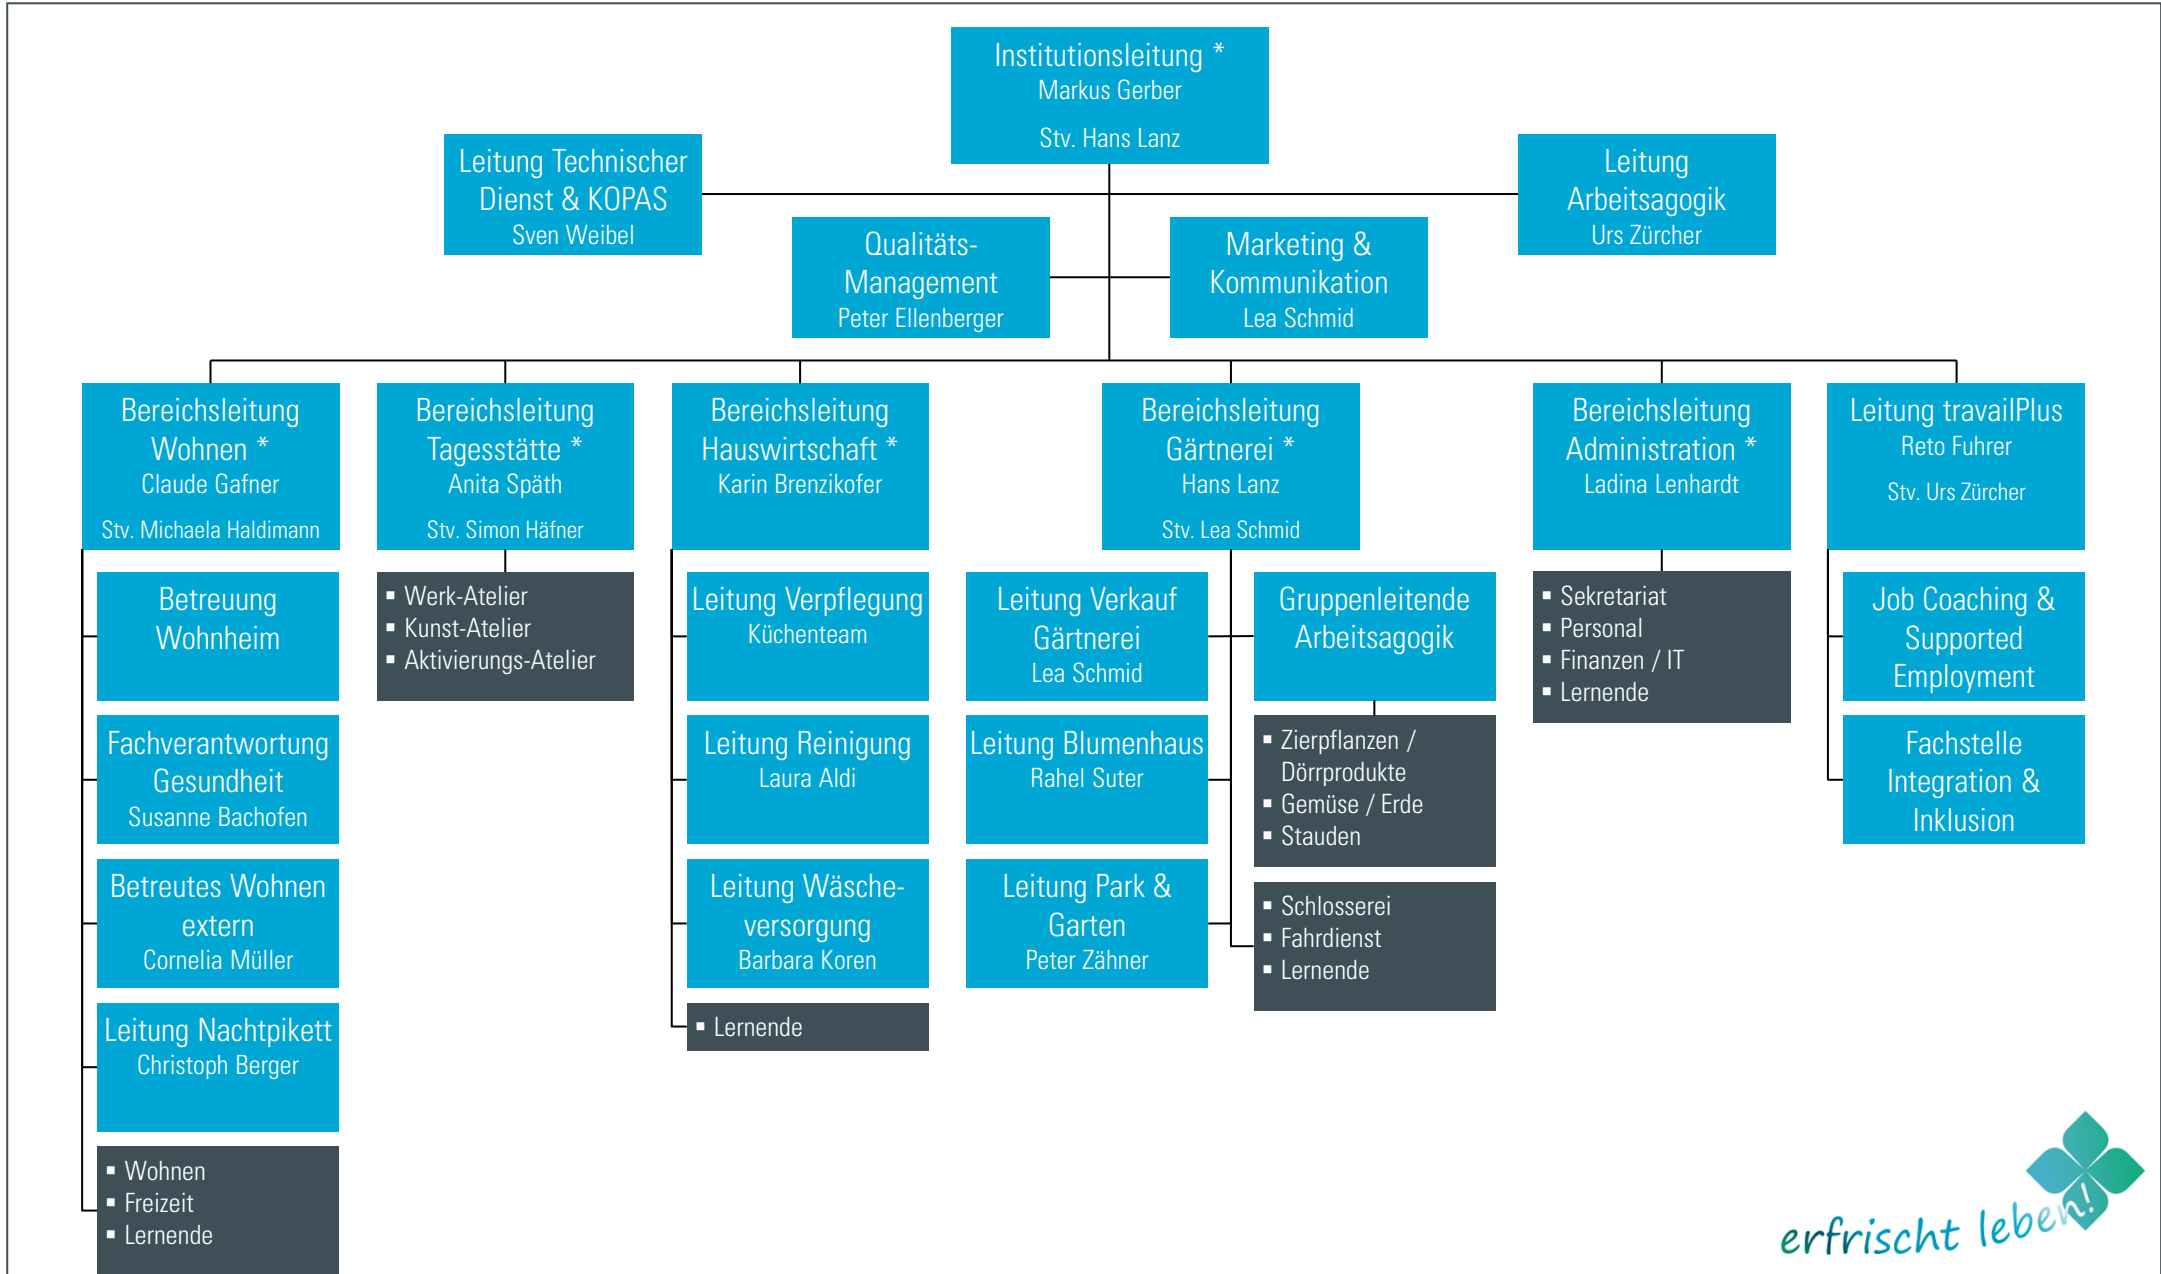 Institutionsleitung *
Markus Gerber
Stv. Hans Lanz
Leitung Technischer
Dienst & KOPAS
Sven Weibel
Leitung
Arbeitsagogik
Urs Zürcher
Qualitäts-
Management
Peter Ellenberger
Marketing &
Kommunikation
Lea Schmid
Bereichsleitung
Wohnen *
Claude Gafner
Stv. Michaela Haldimann
Bereichsleitung
Tagesstätte *
Anita Späth
Stv. Simon Häfner
Bereichsleitung
Hauswirtschaft *
Karin Brenzikofer
Bereichsleitung
Gärtnerei *
Hans Lanz
Stv. Lea Schmid
Bereichsleitung
Administration *
Ladina Lenhardt
Leitung travailPlus
Reto Fuhrer
Stv. Urs Zürcher
Betreuung
Wohnheim
Fachverantwortung
Gesundheit
Susanne Bachofen
Betreutes Wohnen
extern
Cornelia Müller
Leitung Nachtpikett
Christoph Berger
▪ Wohnen
▪ Freizeit
▪ Lernende
▪ Werk-Atelier
▪ Kunst-Atelier
▪ Aktivierungs-Atelier
Leitung Verpflegung
Küchenteam
Leitung Reinigung
Laura Aldi
Leitung Wäsche-
versorgung
Barbara Koren
▪ Lernende
Leitung Verkauf
Gärtnerei
Lea Schmid
Leitung Blumenhaus
Rahel Suter
Leitung Park &
Garten
Peter Zähner
Gruppenleitende
Arbeitsagogik
▪ Zierpflanzen /
Dörrprodukte
▪ Gemüse / Erde
▪ Stauden
▪ Schlosserei
▪ Fahrdienst
▪ Lernende
▪ Sekretariat
▪ Personal
▪ Finanzen / IT
▪ Lernende
Job Coaching &
Supported
Employment
Fachstelle
Integration &
Inklusion
erfrischt leben!